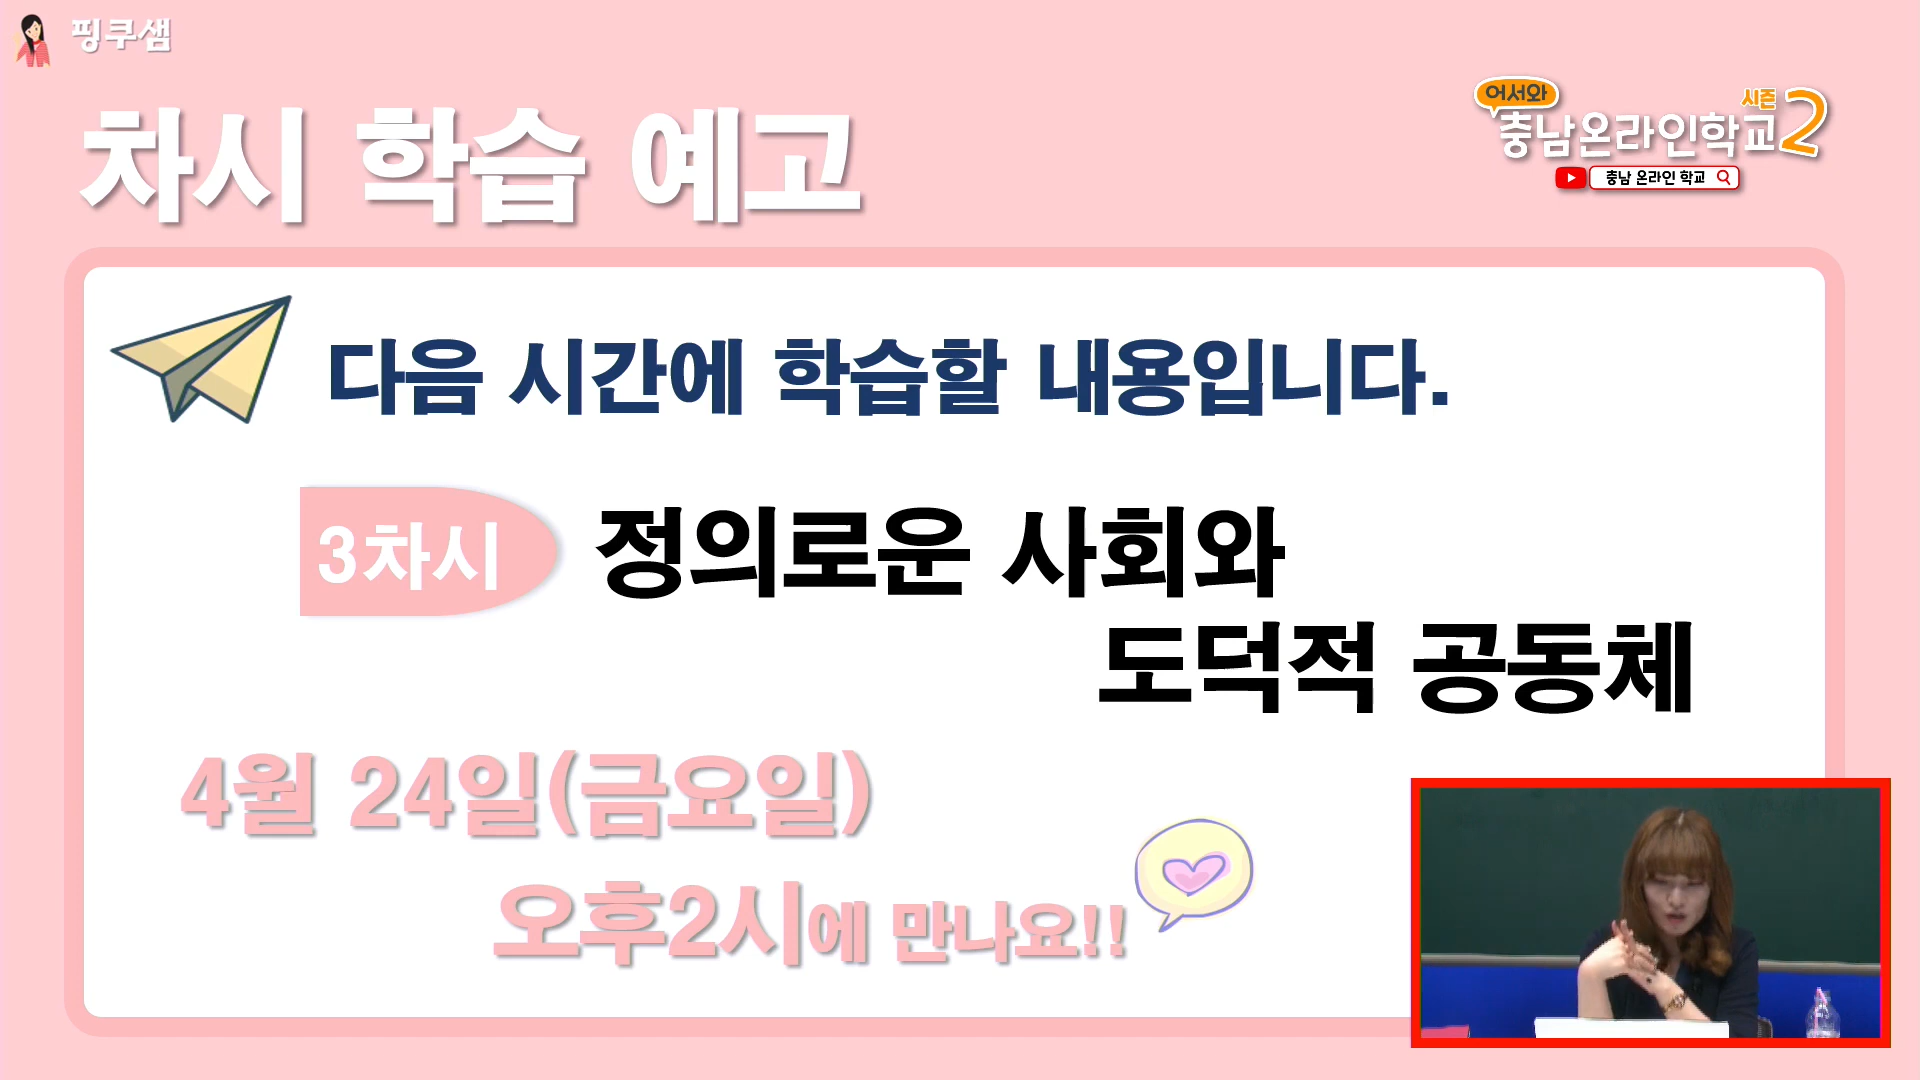 핑쿠샘
차시 학습 예고
어서와
시즌
충남온라인학교2
충남 온라인 학교
다음 시간에 학습할 내용입니다.
3차시
정의로운 사회와
도덕적 공동체
4월 24일(금요일)
오후2시에 만나요!!